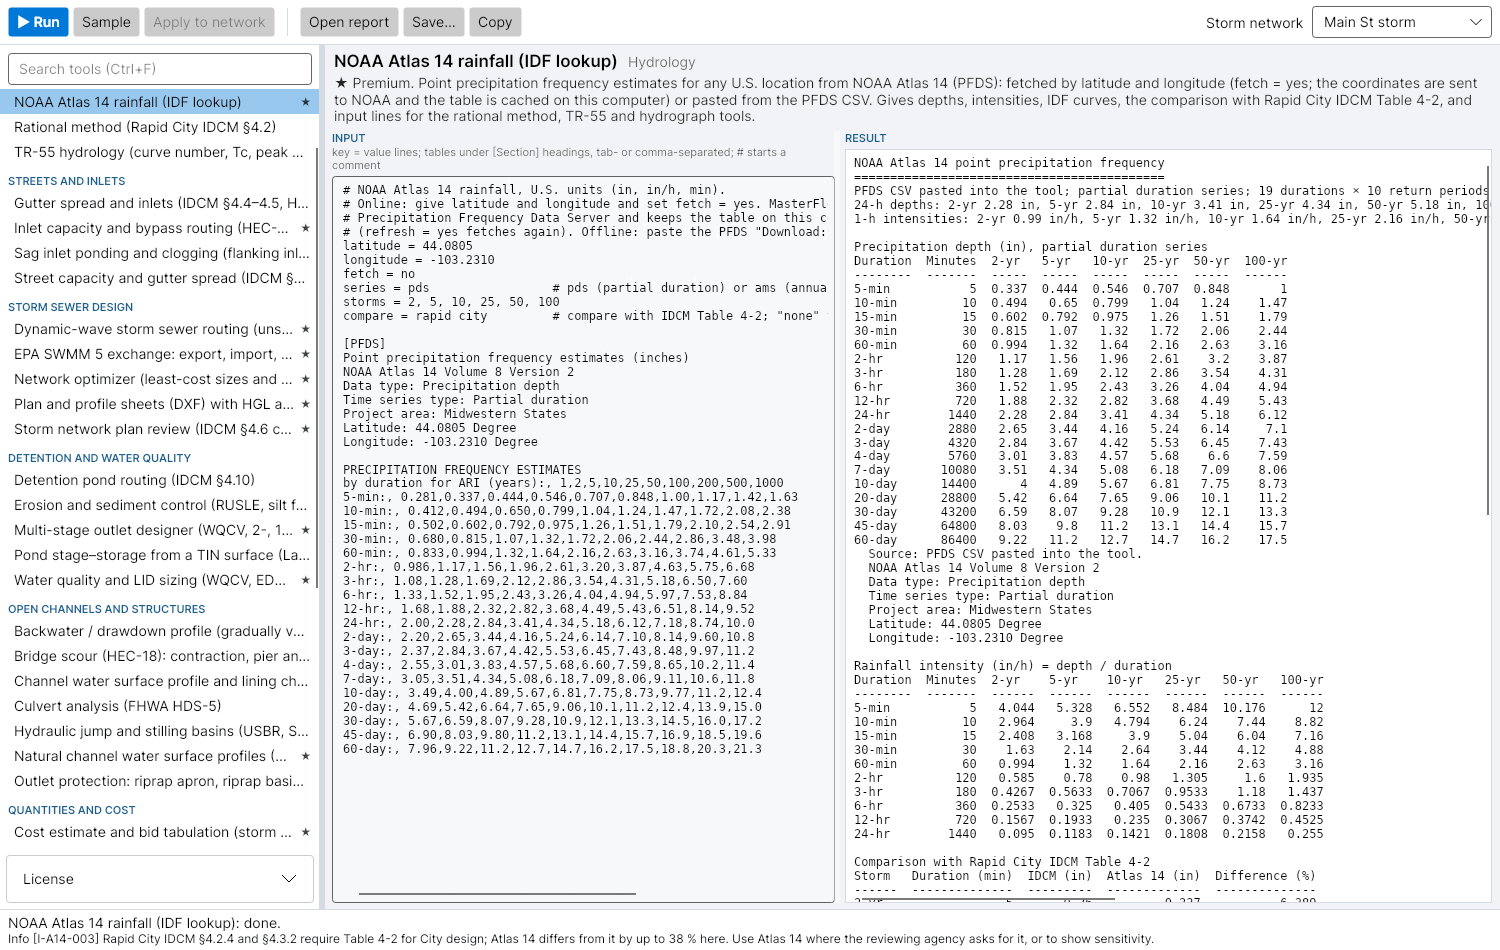 Run Sample Apply to network Open report Save... Copy Storm network Main St storm
Search tools (Ctrl+F)
NOAA Atlas 14 rainfall (IDF lookup) ★
Rational method (Rapid City IDCM §4.2)
TR-55 hydrology (curve number, Tc, peak ...
STREETS AND INLETS
Gutter spread and inlets (IDCM §4.4–4.5, H...
Inlet capacity and bypass routing (HEC-... ★
Sag inlet ponding and clogging (flanking inl...
Street capacity and gutter spread (IDCM §...
STORM SEWER DESIGN
Dynamic-wave storm sewer routing (uns... ★
EPA SWMM 5 exchange: export, import, ... ★
Network optimizer (least-cost sizes and ... ★
Plan and profile sheets (DXF) with HGL a... ★
Storm network plan review (IDCM §4.6 c... ★
DETENTION AND WATER QUALITY
Detention pond routing (IDCM §4.10)
Erosion and sediment control (RUSLE, silt f...
Multi-stage outlet designer (WQCV, 2-, 1... ★
Pond stage–storage from a TIN surface (La...
Water quality and LID sizing (WQCV, ED... ★
OPEN CHANNELS AND STRUCTURES
Backwater / drawdown profile (gradually v...
Bridge scour (HEC-18): contraction, pier an...
Channel water surface profile and lining ch...
Culvert analysis (FHWA HDS-5)
Hydraulic jump and stilling basins (USBR, S...
Natural channel water surface profiles (... ★
Outlet protection: riprap apron, riprap basi...
QUANTITIES AND COST
Cost estimate and bid tabulation (storm ... ★
License
NOAA Atlas 14 rainfall (IDF lookup) Hydrology
★ Premium. Point precipitation frequency estimates for any U.S. location from NOAA Atlas 14 (PFDS): fetched by latitude and longitude (fetch = yes; the coordinates are sent
to NOAA and the table is cached on this computer) or pasted from the PFDS CSV. Gives depths, intensities, IDF curves, the comparison with Rapid City IDCM Table 4-2, and
input lines for the rational method, TR-55 and hydrograph tools.
INPUT
key = value lines; tables under [Section] headings, tab- or comma-separated; # starts a
comment
# NOAA Atlas 14 rainfall, U.S. units (in, in/h, min).
# Online: give latitude and longitude and set fetch = yes. MasterFl
# Precipitation Frequency Data Server and keeps the table on this c
# (refresh = yes fetches again). Offline: paste the PFDS "Download:
latitude = 44.0805
longitude = -103.2310
fetch = no
series = pds # pds (partial duration) or ams (annua
storms = 2, 5, 10, 25, 50, 100
compare = rapid city # compare with IDCM Table 4-2; "none"
[PFDS]
Point precipitation frequency estimates (inches)
NOAA Atlas 14 Volume 8 Version 2
Data type: Precipitation depth
Time series type: Partial duration
Project area: Midwestern States
Latitude: 44.0805 Degree
Longitude: -103.2310 Degree
PRECIPITATION FREQUENCY ESTIMATES
by duration for ARI (years):, 1,2,5,10,25,50,100,200,500,1000
5-min:, 0.281,0.337,0.444,0.546,0.707,0.848,1.00,1.17,1.42,1.63
10-min:, 0.412,0.494,0.650,0.799,1.04,1.24,1.47,1.72,2.08,2.38
15-min:, 0.502,0.602,0.792,0.975,1.26,1.51,1.79,2.10,2.54,2.91
30-min:, 0.680,0.815,1.07,1.32,1.72,2.06,2.44,2.86,3.48,3.98
60-min:, 0.833,0.994,1.32,1.64,2.16,2.63,3.16,3.74,4.61,5.33
2-hr:, 0.986,1.17,1.56,1.96,2.61,3.20,3.87,4.63,5.75,6.68
3-hr:, 1.08,1.28,1.69,2.12,2.86,3.54,4.31,5.18,6.50,7.60
6-hr:, 1.33,1.52,1.95,2.43,3.26,4.04,4.94,5.97,7.53,8.84
12-hr:, 1.68,1.88,2.32,2.82,3.68,4.49,5.43,6.51,8.14,9.52
24-hr:, 2.00,2.28,2.84,3.41,4.34,5.18,6.12,7.18,8.74,10.0
2-day:, 2.20,2.65,3.44,4.16,5.24,6.14,7.10,8.14,9.60,10.8
3-day:, 2.37,2.84,3.67,4.42,5.53,6.45,7.43,8.48,9.97,11.2
4-day:, 2.55,3.01,3.83,4.57,5.68,6.60,7.59,8.65,10.2,11.4
7-day:, 3.05,3.51,4.34,5.08,6.18,7.09,8.06,9.11,10.6,11.8
10-day:, 3.49,4.00,4.89,5.67,6.81,7.75,8.73,9.77,11.2,12.4
20-day:, 4.69,5.42,6.64,7.65,9.06,10.1,11.2,12.4,13.9,15.0
30-day:, 5.67,6.59,8.07,9.28,10.9,12.1,13.3,14.5,16.0,17.2
45-day:, 6.90,8.03,9.80,11.2,13.1,14.4,15.7,16.9,18.5,19.6
60-day:, 7.96,9.22,11.2,12.7,14.7,16.2,17.5,18.8,20.3,21.3
RESULT
NOAA Atlas 14 point precipitation frequency
===========================================
PFDS CSV pasted into the tool; partial duration series; 19 durations × 10 return periods
24-h depths: 2-yr 2.28 in, 5-yr 2.84 in, 10-yr 3.41 in, 25-yr 4.34 in, 50-yr 5.18 in, 10
1-h intensities: 2-yr 0.99 in/h, 5-yr 1.32 in/h, 10-yr 1.64 in/h, 25-yr 2.16 in/h, 50-yr
Precipitation depth (in), partial duration series
Duration Minutes 2-yr 5-yr 10-yr 25-yr 50-yr 100-yr
-------- ------- ----- ----- ----- ----- ----- ------
5-min 5 0.337 0.444 0.546 0.707 0.848 1
10-min 10 0.494 0.65 0.799 1.04 1.24 1.47
15-min 15 0.602 0.792 0.975 1.26 1.51 1.79
30-min 30 0.815 1.07 1.32 1.72 2.06 2.44
60-min 60 0.994 1.32 1.64 2.16 2.63 3.16
2-hr 120 1.17 1.56 1.96 2.61 3.2 3.87
3-hr 180 1.28 1.69 2.12 2.86 3.54 4.31
6-hr 360 1.52 1.95 2.43 3.26 4.04 4.94
12-hr 720 1.88 2.32 2.82 3.68 4.49 5.43
24-hr 1440 2.28 2.84 3.41 4.34 5.18 6.12
2-day 2880 2.65 3.44 4.16 5.24 6.14 7.1
3-day 4320 2.84 3.67 4.42 5.53 6.45 7.43
4-day 5760 3.01 3.83 4.57 5.68 6.6 7.59
7-day 10080 3.51 4.34 5.08 6.18 7.09 8.06
10-day 14400 4 4.89 5.67 6.81 7.75 8.73
20-day 28800 5.42 6.64 7.65 9.06 10.1 11.2
30-day 43200 6.59 8.07 9.28 10.9 12.1 13.3
45-day 64800 8.03 9.8 11.2 13.1 14.4 15.7
60-day 86400 9.22 11.2 12.7 14.7 16.2 17.5
Source: PFDS CSV pasted into the tool.
NOAA Atlas 14 Volume 8 Version 2
Data type: Precipitation depth
Time series type: Partial duration
Project area: Midwestern States
Latitude: 44.0805 Degree
Longitude: -103.2310 Degree
Rainfall intensity (in/h) = depth / duration
Duration Minutes 2-yr 5-yr 10-yr 25-yr 50-yr 100-yr
-------- ------- ------ ------ ------ ------ ------ ------
5-min 5 4.044 5.328 6.552 8.484 10.176 12
10-min 10 2.964 3.9 4.794 6.24 7.44 8.82
15-min 15 2.408 3.168 3.9 5.04 6.04 7.16
30-min 30 1.63 2.14 2.64 3.44 4.12 4.88
60-min 60 0.994 1.32 1.64 2.16 2.63 3.16
2-hr 120 0.585 0.78 0.98 1.305 1.6 1.935
3-hr 180 0.4267 0.5633 0.7067 0.9533 1.18 1.437
6-hr 360 0.2533 0.325 0.405 0.5433 0.6733 0.8233
12-hr 720 0.1567 0.1933 0.235 0.3067 0.3742 0.4525
24-hr 1440 0.095 0.1183 0.1421 0.1808 0.2158 0.255
Comparison with Rapid City IDCM Table 4-2
Storm Duration (min) IDCM (in) Atlas 14 (in) Difference (%)
------ -------------- --------- ------------- --------------
NOAA Atlas 14 rainfall (IDF lookup): done.
Info [I-A14-003] Rapid City IDCM §4.2.4 and §4.3.2 require Table 4-2 for City design; Atlas 14 differs from it by up to 38 % here. Use Atlas 14 where the reviewing agency asks for it, or to show sensitivity.